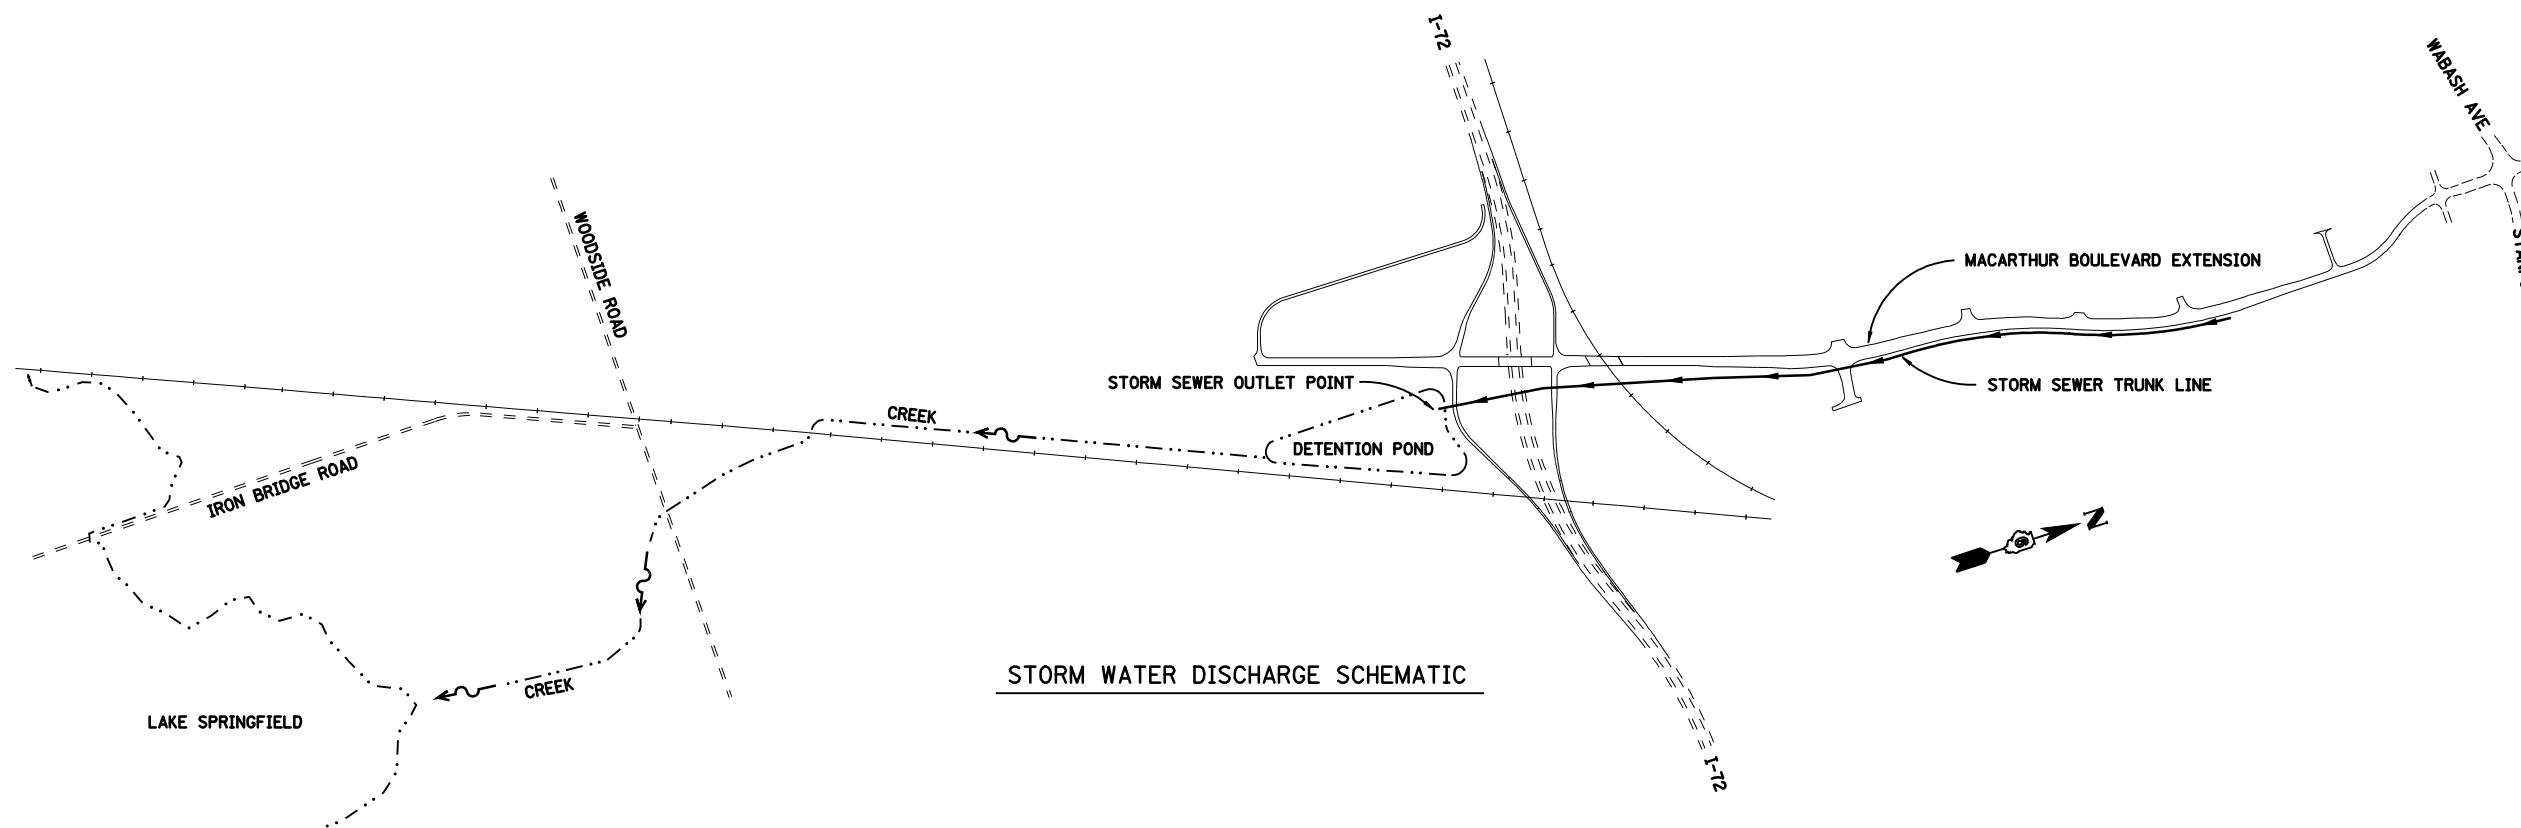 I-72
WABASH AVE
WOODSIDE ROAD
MACARTHUR BOULEVARD EXTENSION
STORM SEWER OUTLET POINT
STORM SEWER TRUNK LINE
CREEK
DETENTION POND
IRON BRIDGE ROAD
N
STORM WATER DISCHARGE SCHEMATIC
CREEK
LAKE SPRINGFIELD
I-72